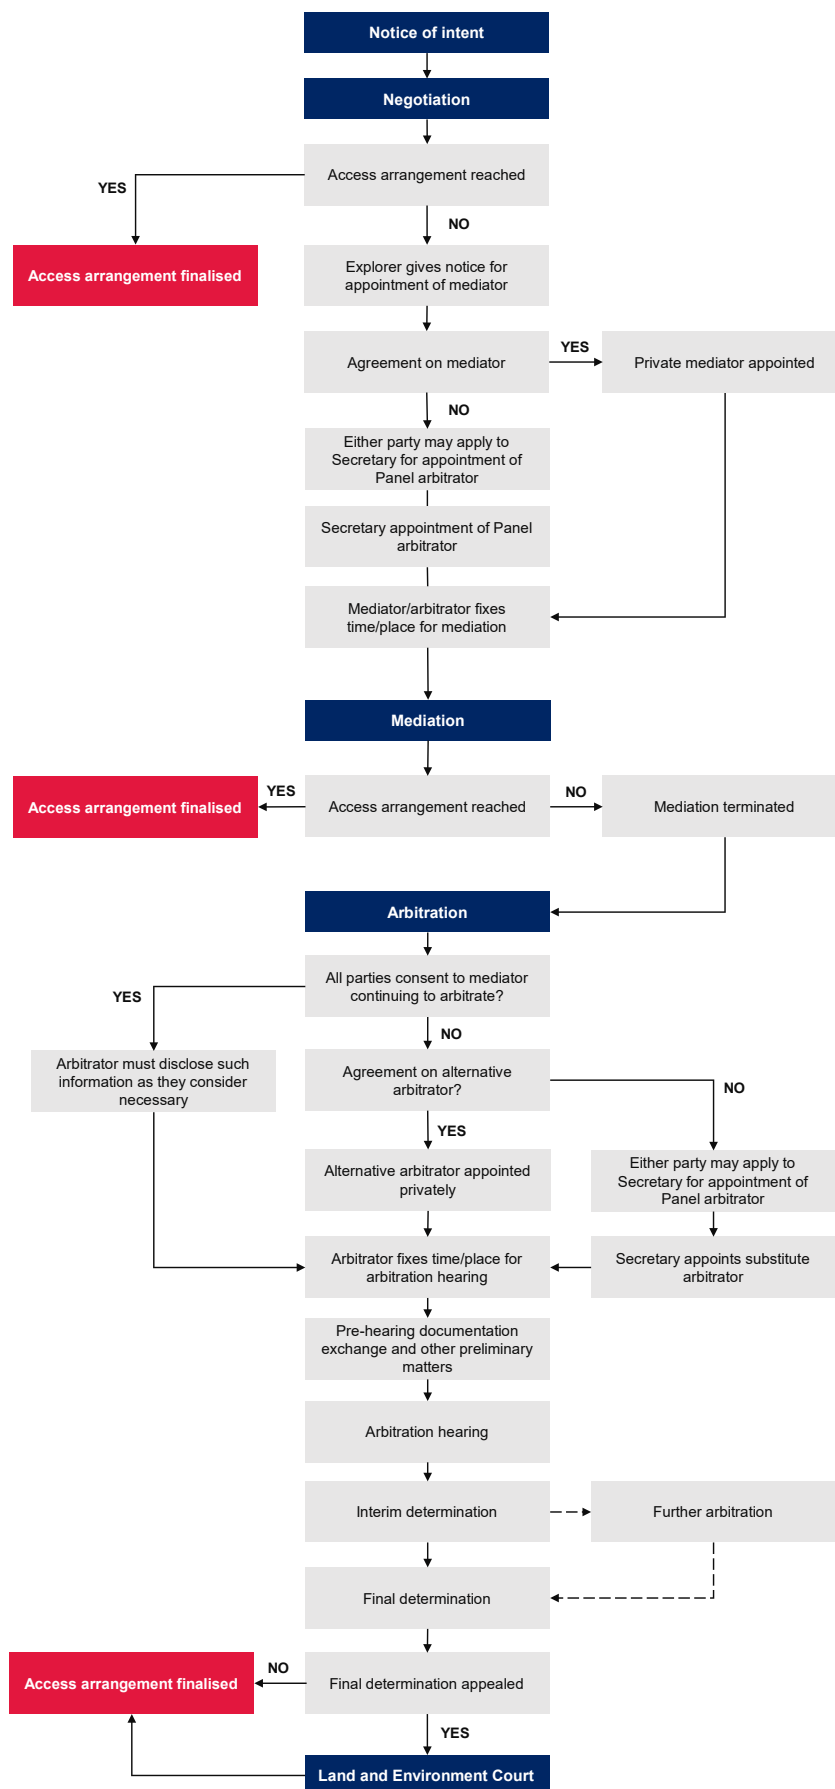 Notice of intent
Negotiation
Access arrangement reached
YES
NO
Access arrangement finalised
Explorer gives notice for
appointment of mediator
Agreement on mediator
YES
Private mediator appointed
NO
Either party may apply to
Secretary for appointment of
Panel arbitrator
Secretary appointment of Panel
arbitrator
Mediator/arbitrator fixes
time/place for mediation
Mediation
Access arrangement finalised
YES
Access arrangement reached
NO
Mediation terminated
Arbitration
All parties consent to mediator
continuing to arbitrate?
YES
NO
Arbitrator must disclose such
information as they consider
necessary
Agreement on alternative
arbitrator?
NO
YES
Alternative arbitrator appointed
privately
Either party may apply to
Secretary for appointment of
Panel arbitrator
Arbitrator fixes time/place for
arbitration hearing
Secretary appoints substitute
arbitrator
Pre-hearing documentation
exchange and other preliminary
matters
Arbitration hearing
Interim determination
Further arbitration
Final determination
Access arrangement finalised
NO
Final determination appealed
YES
Land and Environment Court